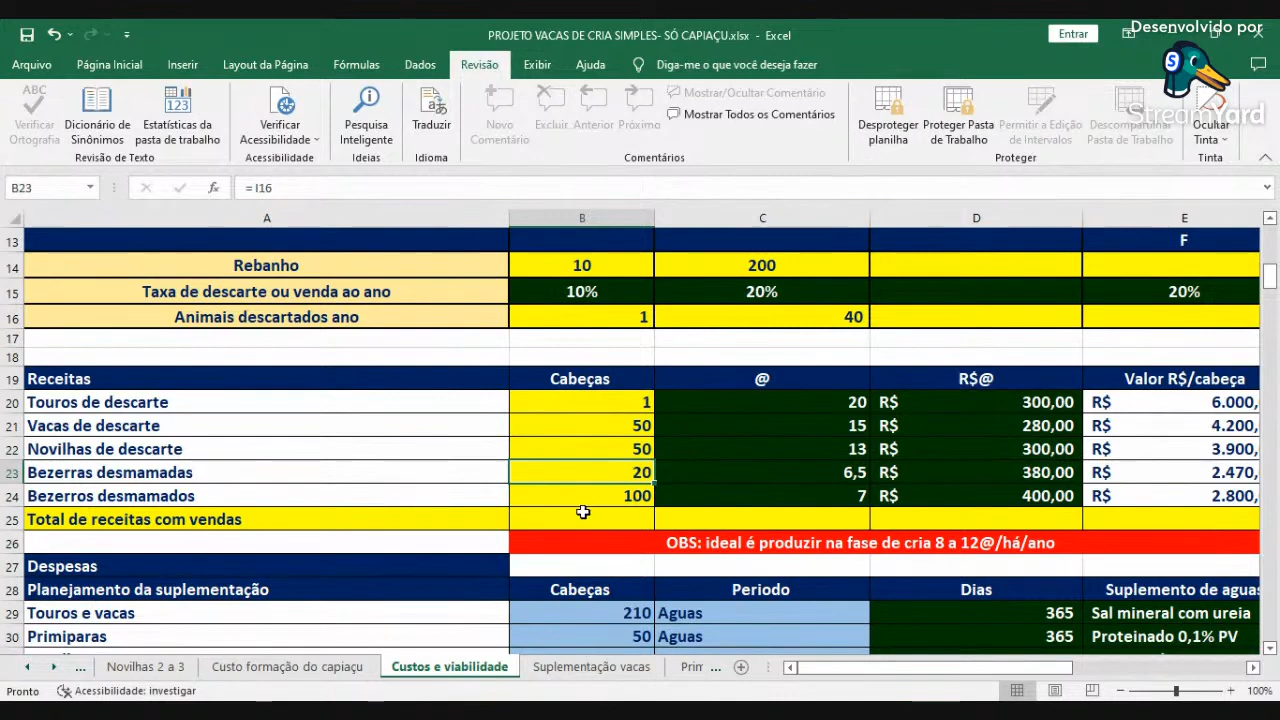 Desenvolvido por
StreamYard
PROJETO VACAS DE CRIA SIMPLES- SÓ CAPIAÇU.xlsx - Excel
Entrar
Arquivo Página Inicial Inserir Layout da Página Fórmulas Dados Revisão Exibir Ajuda Diga-me o que você deseja fazer
Verificar Ortografia
Dicionário de Sinônimos
Estatísticas da pasta de trabalho
Revisão de Texto
Verificar Acessibilidade
Acessibilidade
Pesquisa Inteligente
Ideias
Traduzir
Idioma
Novo Comentário
Excluir
Anterior
Próximo
Mostrar/Ocultar Comentário
Mostrar Todos os Comentários
Comentários
Desproteger planilha
Proteger Pasta de Trabalho
Permitir a Edição de Intervalos
Descompartilhar Pasta de Trabalho
Proteger
Ocultar Tinta
Tinta
B23 fx =I16
A B C D E
13 F
14 Rebanho 10 200
15 Taxa de descarte ou venda ao ano 10% 20% 20%
16 Animais descartados ano 1 40
17
18
19 Receitas Cabeças @ R$@ Valor R$/cabeça
20 Touros de descarte 1 20 R$ 300,00 R$ 6.000,
21 Vacas de descarte 50 15 R$ 280,00 R$ 4.200,
22 Novilhas de descarte 50 13 R$ 300,00 R$ 3.900,
23 Bezerras desmamadas 20 6,5 R$ 380,00 R$ 2.470,
24 Bezerros desmamados 100 7 R$ 400,00 R$ 2.800,
25 Total de receitas com vendas
26 OBS: ideal é produzir na fase de cria 8 a 12@/há/ano
27 Despesas
28 Planejamento da suplementação Cabeças Periodo Dias Suplemento de aguas
29 Touros e vacas 210 Aguas 365 Sal mineral com ureia
30 Primiparas 50 Aguas 365 Proteinado 0,1% PV
... Novilhas 2 a 3 Custo formação do capiaçu Custos e viabilidade Suplementação vacas Prim ...
Pronto Acessibilidade: investigar 100%